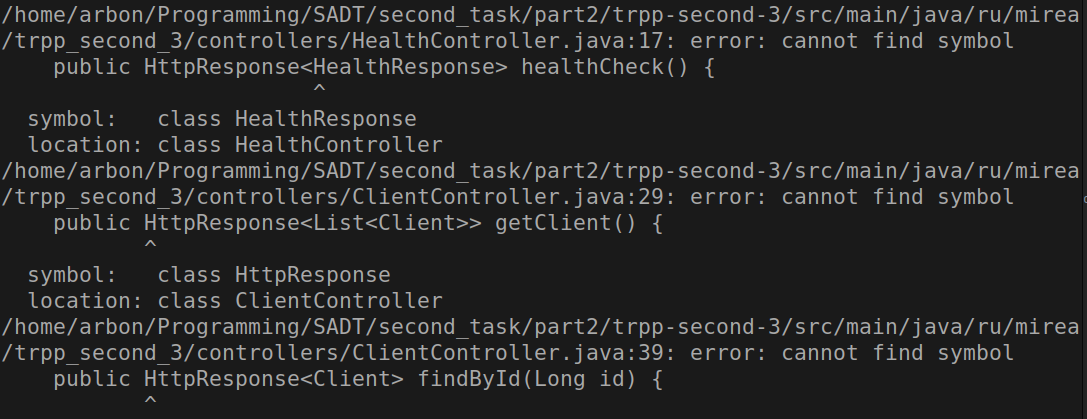 /home/arbon/Programming/SADT/second_task/part2/trpp-second-3/src/main/java/ru/mirea
/trpp_second_3/controllers/HealthController.java:17: error: cannot find symbol
    public HttpResponse<HealthResponse> healthCheck() {
                        ^
  symbol:   class HealthResponse
  location: class HealthController
/home/arbon/Programming/SADT/second_task/part2/trpp-second-3/src/main/java/ru/mirea
/trpp_second_3/controllers/ClientController.java:29: error: cannot find symbol
    public HttpResponse<List<Client>> getClient() {
           ^
  symbol:   class HttpResponse
  location: class ClientController
/home/arbon/Programming/SADT/second_task/part2/trpp-second-3/src/main/java/ru/mirea
/trpp_second_3/controllers/ClientController.java:39: error: cannot find symbol
    public HttpResponse<Client> findById(Long id) {
           ^